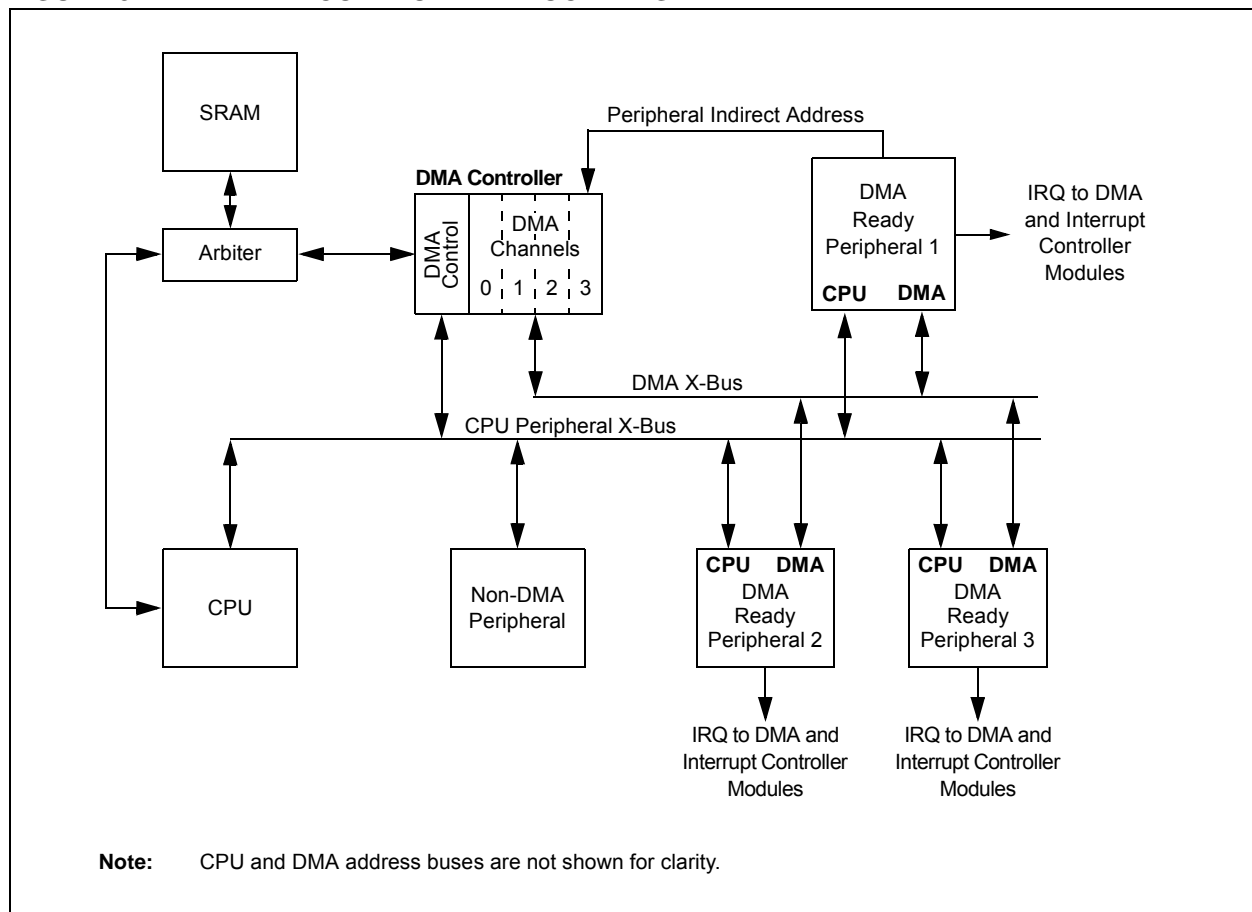 SRAM
Peripheral Indirect Address
DMA Controller
DMA
Ready
Peripheral 1
CPU DMA
IRQ to DMA
and Interrupt
Controller
Modules
Arbiter
DMA
Control
DMA
Channels
0 1 2 3
DMA X-Bus
CPU Peripheral X-Bus
CPU
Non-DMA
Peripheral
CPU DMA
DMA
Ready
Peripheral 2
CPU DMA
DMA
Ready
Peripheral 3
IRQ to DMA and
Interrupt Controller
Modules
IRQ to DMA and
Interrupt Controller
Modules
Note: CPU and DMA address buses are not shown for clarity.